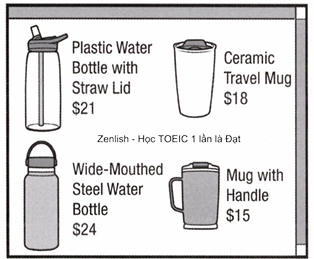 Plastic Water
Bottle with
Straw Lid
$21
Ceramic
Travel Mug
$18
Zenlish - Học TOEIC 1 lần là Đạt
Wide-Mouthed
Steel Water
Bottle
$24
Mug with
Handle
$15